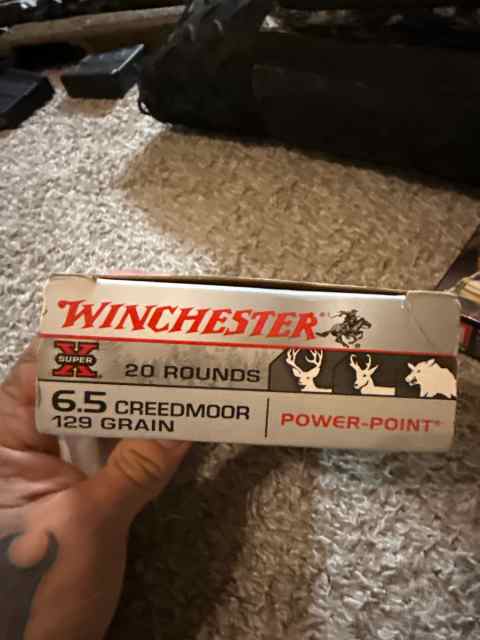 WINCHESTER
SUPER
X
20 ROUNDS
6.5 CREEDMOOR
129 GRAIN
POWER-POINT®